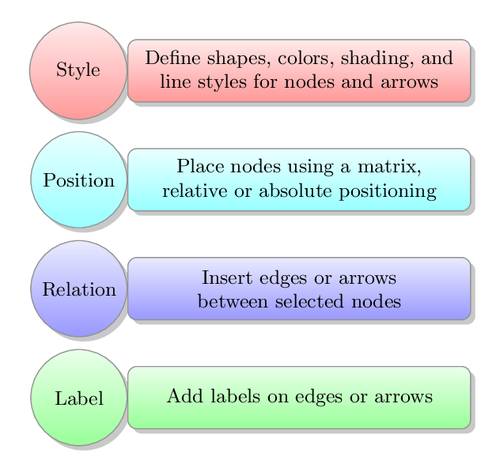 Style
Define shapes, colors, shading, and
line styles for nodes and arrows
Position
Place nodes using a matrix,
relative or absolute positioning
Relation
Insert edges or arrows
between selected nodes
Label
Add labels on edges or arrows